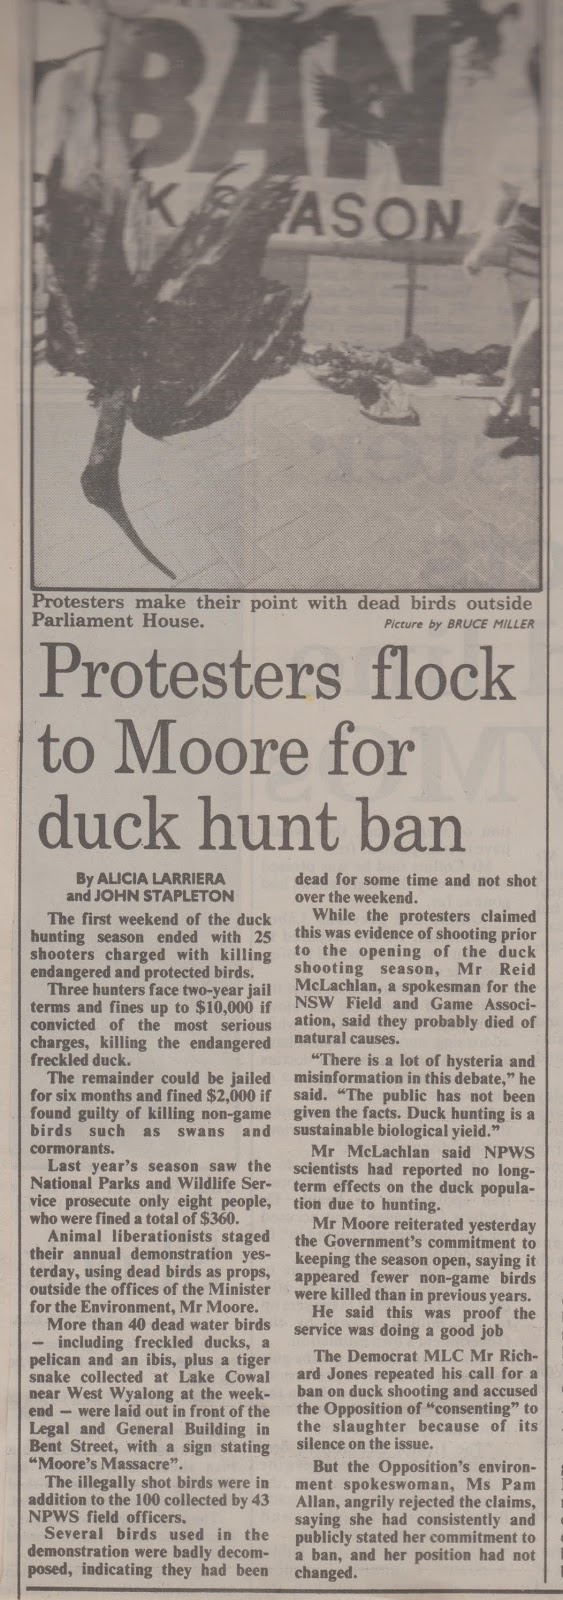 BAN
K SEASON
Protesters make their point with dead birds outside
Parliament House.
Picture by BRUCE MILLER
Protesters flock
to Moore for
duck hunt ban
By ALICIA LARRIERA
and JOHN STAPLETON
The first weekend of the duck
hunting season ended with 25
shooters charged with killing
endangered and protected birds.
Three hunters face two-year jail
terms and fines up to $10,000 if
convicted of the most serious
charges, killing the endangered
freckled duck.
The remainder could be jailed
for six months and fined $2,000 if
found guilty of killing non-game
birds such as swans and
cormorants.
Last year's season saw the
National Parks and Wildlife Ser-
vice prosecute only eight people,
who were fined a total of $360.
Animal liberationists staged
their annual demonstration yes-
terday, using dead birds as props,
outside the offices of the Minister
for the Environment, Mr Moore.
More than 40 dead water birds
— including freckled ducks, a
pelican and an ibis, plus a tiger
snake collected at Lake Cowal
near West Wyalong at the week-
end — were laid out in front of the
Legal and General Building in
Bent Street, with a sign stating
"Moore's Massacre".
The illegally shot birds were in
addition to the 100 collected by 43
NPWS field officers.
Several birds used in the
demonstration were badly decom-
posed, indicating they had been
dead for some time and not shot
over the weekend.
While the protesters claimed
this was evidence of shooting prior
to the opening of the duck
shooting season, Mr Reid
McLachlan, a spokesman for the
NSW Field and Game Associ-
ation, said they probably died of
natural causes.
"There is a lot of hysteria and
misinformation in this debate," he
said. "The public has not been
given the facts. Duck hunting is a
sustainable biological yield."
Mr McLachlan said NPWS
scientists had reported no long-
term effects on the duck popula-
tion due to hunting.
Mr Moore reiterated yesterday
the Government's commitment to
keeping the season open, saying it
appeared fewer non-game birds
were killed than in previous years.
He said this was proof the
service was doing a good job
The Democrat MLC Mr Rich-
ard Jones repeated his call for a
ban on duck shooting and accused
the Opposition of "consenting" to
the slaughter because of its
silence on the issue.
But the Opposition's environ-
ment spokeswoman, Ms Pam
Allan, angrily rejected the claims,
saying she had consistently and
publicly stated her commitment to
a ban, and her position had not
changed.